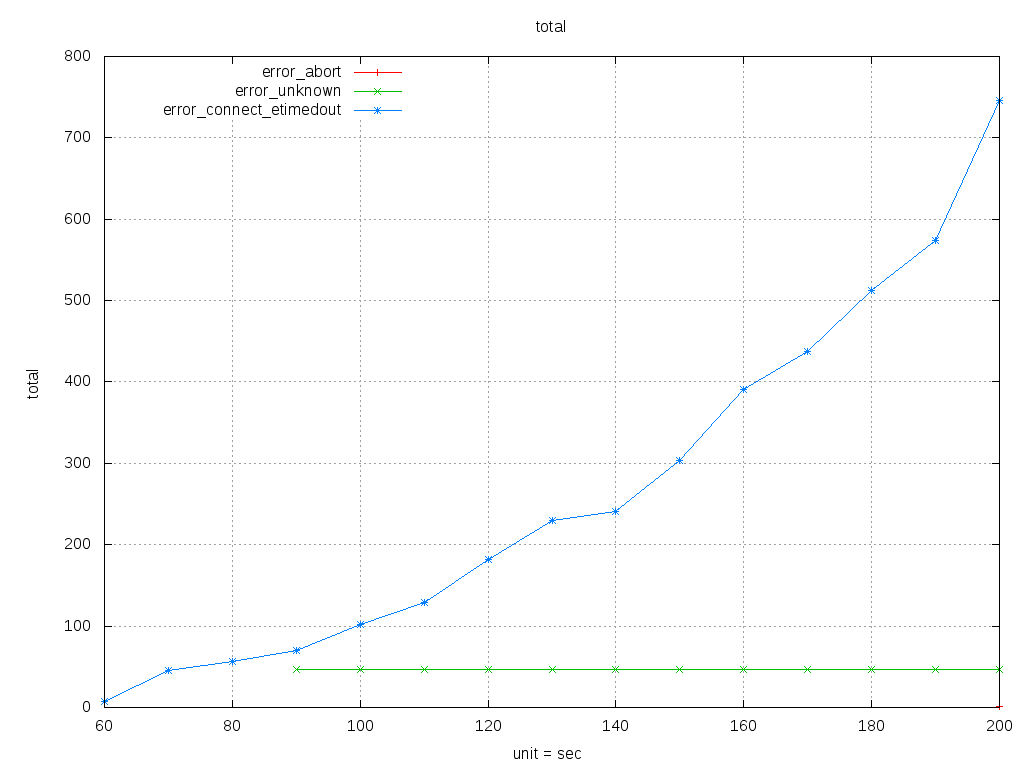 total
800
700
600
500
400
300
200
100
0
total
error_abort
error_unknown
error_connect_etimedout
60 80 100 120 140 160 180 200
unit = sec